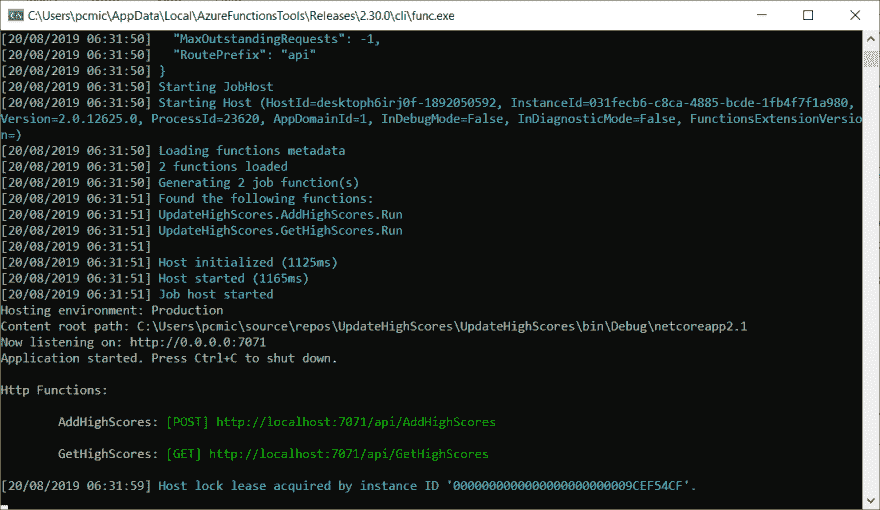 C:\Users\pcmic\AppData\Local\AzureFunctionsTools\Releases\2.30.0\cli\func.exe
[20/08/2019 06:31:50]   "MaxOutstandingRequests": -1,
[20/08/2019 06:31:50]   "RoutePrefix": "api"
[20/08/2019 06:31:50] }
[20/08/2019 06:31:50] Starting JobHost
[20/08/2019 06:31:50] Starting Host (HostId=desktoph6irj0f-1892050592, InstanceId=031fecb6-c8ca-4885-bcde-1fb4f7f1a980,
Version=2.0.12625.0, ProcessId=23620, AppDomainId=1, InDebugMode=False, InDiagnosticMode=False, FunctionsExtensionVersio
n=)
[20/08/2019 06:31:50] Loading functions metadata
[20/08/2019 06:31:50] 2 functions loaded
[20/08/2019 06:31:50] Generating 2 job function(s)
[20/08/2019 06:31:51] Found the following functions:
[20/08/2019 06:31:51] UpdateHighScores.AddHighScores.Run
[20/08/2019 06:31:51] UpdateHighScores.GetHighScores.Run
[20/08/2019 06:31:51]
[20/08/2019 06:31:51] Host initialized (1125ms)
[20/08/2019 06:31:51] Host started (1165ms)
[20/08/2019 06:31:51] Job host started
Hosting environment: Production
Content root path: C:\Users\pcmic\source\repos\UpdateHighScores\UpdateHighScores\bin\Debug\netcoreapp2.1
Now listening on: http://0.0.0.0:7071
Application started. Press Ctrl+C to shut down.
Http Functions:
AddHighScores: [POST] http://localhost:7071/api/AddHighScores
GetHighScores: [GET] http://localhost:7071/api/GetHighScores
[20/08/2019 06:31:59] Host lock lease acquired by instance ID '0000000000000000000000009CEF54CF'.